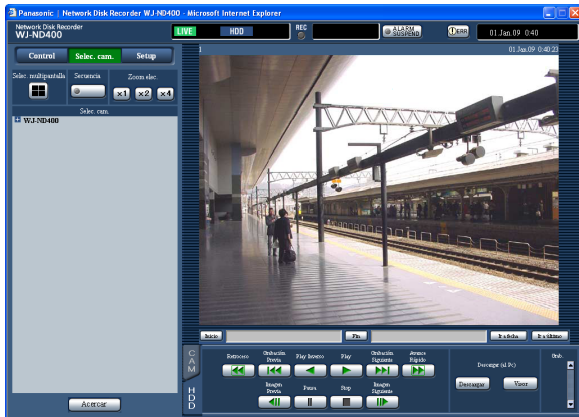 Panasonic | Network Disk Recorder WJ-ND400 - Microsoft Internet Explorer
Network Disk Recorder
WJ-ND400
LIVE HDD REC ALARM SUSPEND ERR 01.Jan.09 0:40
Control Selec. cam. Setup
1 01.Jan.09 0:40:23
Selec. multipantalla Secuencia Zoom elec.
x1 x2 x4
Selec. cam.
WJ-ND400
Inicio Fin Ir a fecha Ir a último
CAM
HDD
Retroceso Grabación Previa Play Inverso Play Grabación Siguiente Avance Rápido
Descargar (al Pc) Grab.
Imagen Previa Pausa Stop Imagen Siguiente
Descargar Visor
Acercar